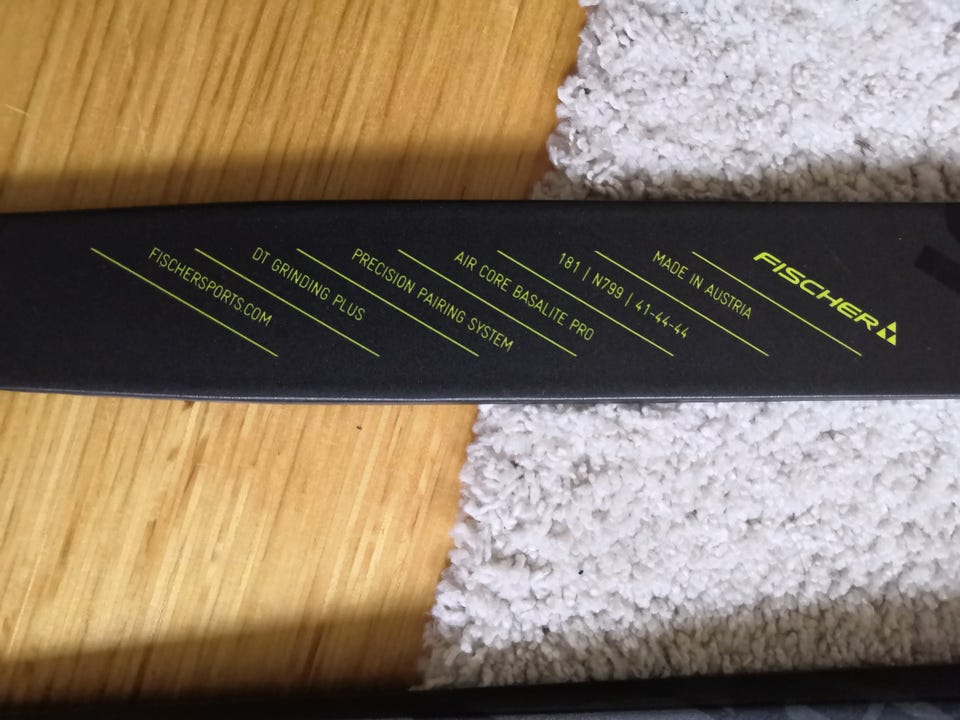 FISCHERSPORTS.COM
DT GRINDING PLUS
PRECISION PAIRING SYSTEM
AIR CORE BASALITE PRO
181 | N799 | 41-44-44
MADE IN AUSTRIA
FISCHER